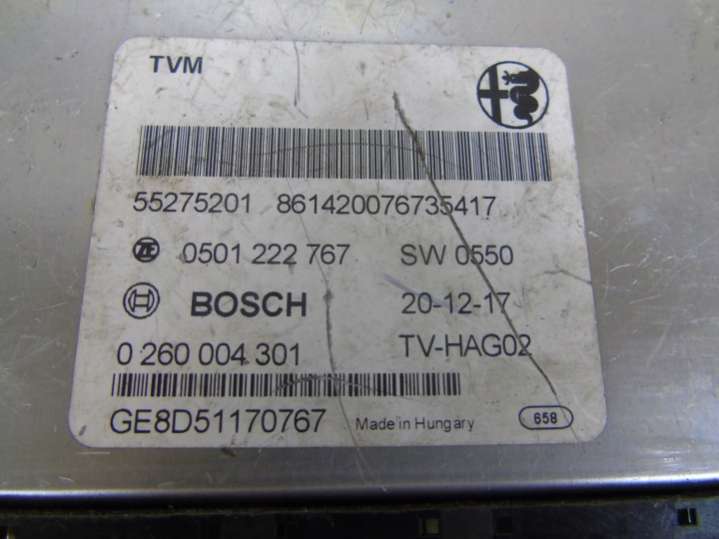 TVM
55275201 861420076735417
ZF 0501 222 767 SW 0550
BOSCH 20-12-17
0 260 004 301 TV-HAG02
GE8D51170767 Made in Hungary 658